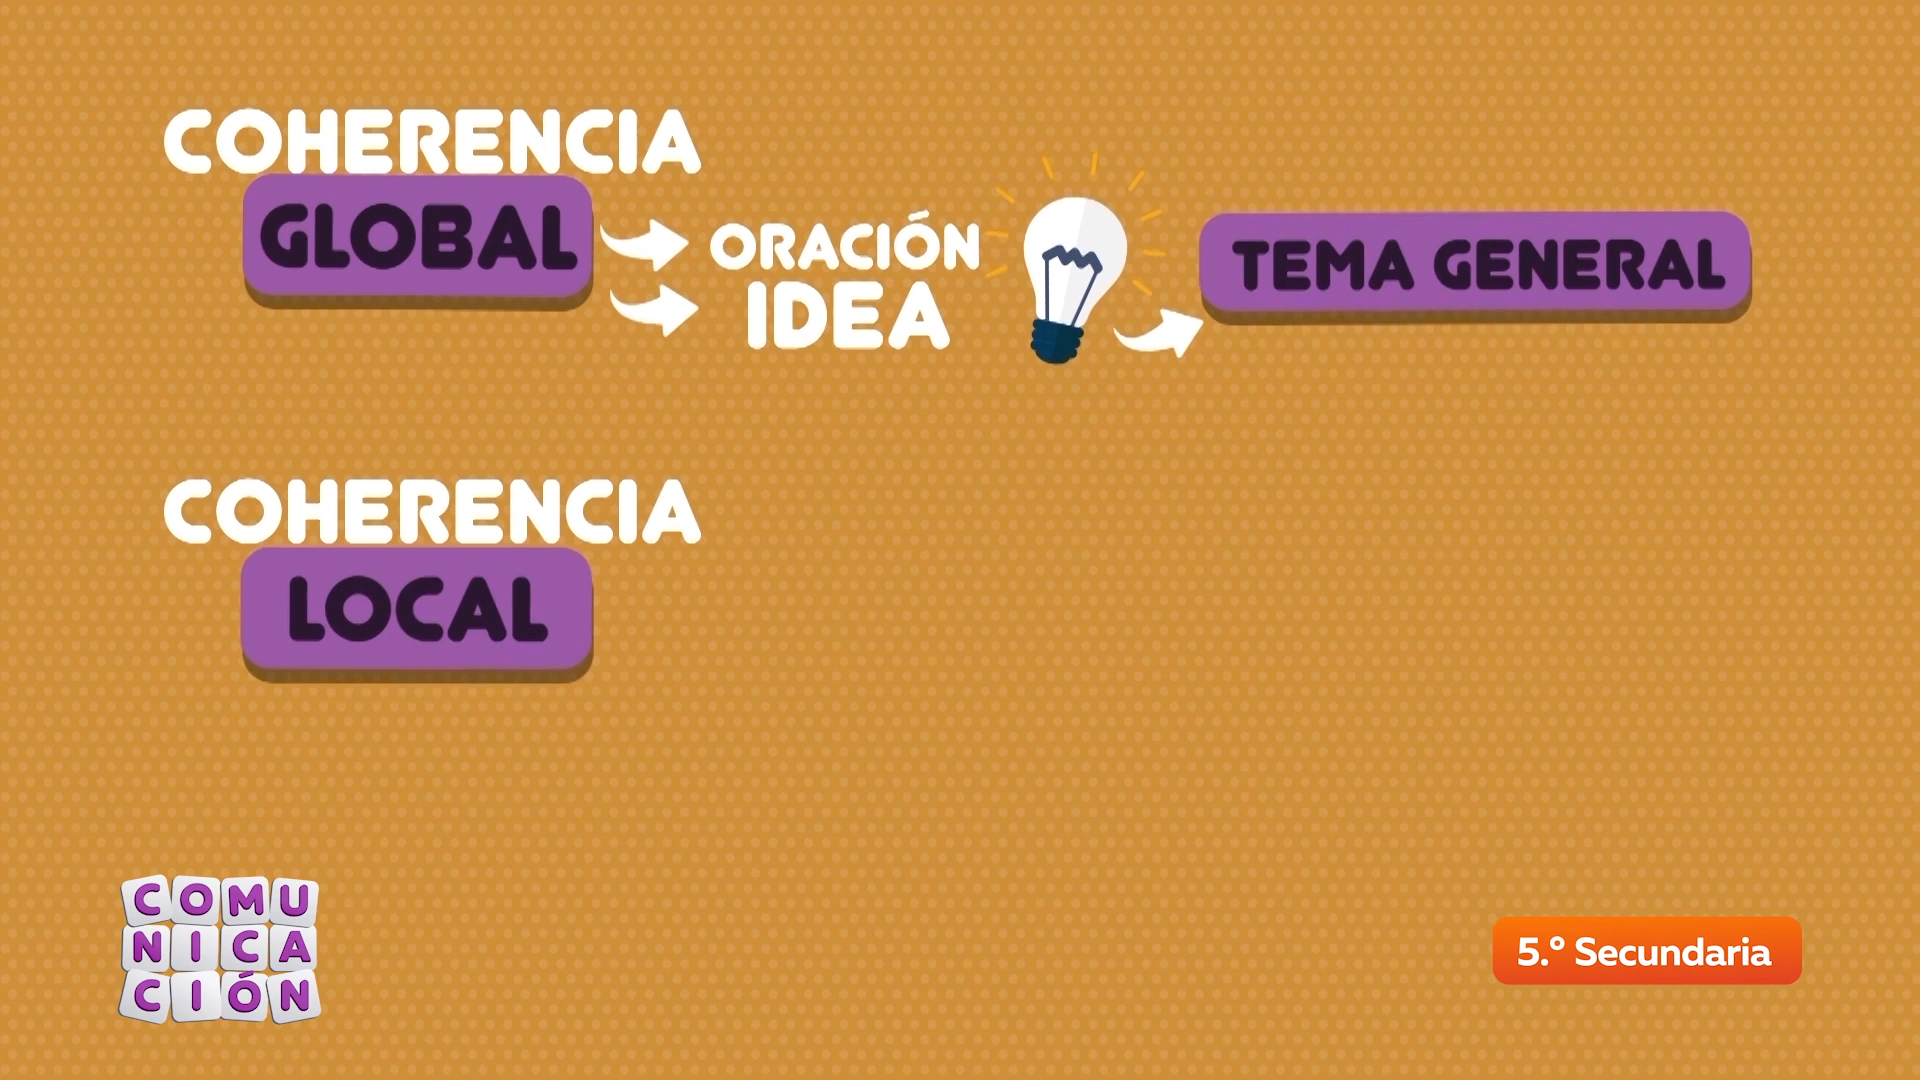 COHERENCIA
GLOBAL
ORACIÓN
IDEA
TEMA GENERAL
COHERENCIA
LOCAL
COMU
NICA
CIÓN
5.º Secundaria